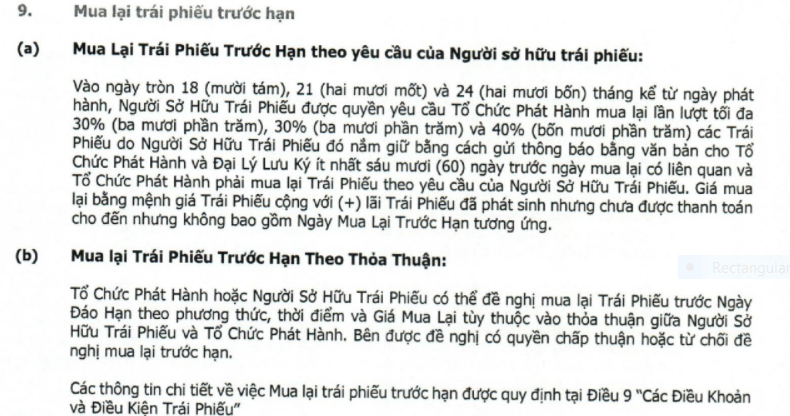 9. Mua lại trái phiếu trước hạn
(a) Mua Lại Trái Phiếu Trước Hạn theo yêu cầu của Người sở hữu trái phiếu:
Vào ngày tròn 18 (mười tám), 21 (hai mươi mốt) và 24 (hai mươi bốn) tháng kể từ ngày phát
hành, Người Sở Hữu Trái Phiếu được quyền yêu cầu Tổ Chức Phát Hành mua lại lần lượt tối đa
30% (ba mươi phần trăm), 30% (ba mươi phần trăm) và 40% (bốn mươi phần trăm) các Trái
Phiếu do Người Sở Hữu Trái Phiếu đó nắm giữ bằng cách gửi thông báo bằng văn bản cho Tổ
Chức Phát Hành và Đại Lý Lưu Ký ít nhất sáu mươi (60) ngày trước ngày mua lại có liên quan và
Tổ Chức Phát Hành phải mua lại Trái Phiếu theo yêu cầu của Người Sở Hữu Trái Phiếu. Giá mua
lại bằng mệnh giá Trái Phiếu cộng với (+) lãi Trái Phiếu đã phát sinh nhưng chưa được thanh toán
cho đến nhưng không bao gồm Ngày Mua Lại Trước Hạn tương ứng.
(b) Mua lại Trái Phiếu Trước Hạn Theo Thỏa Thuận:
Rectangular
Tổ Chức Phát Hành hoặc Người Sở Hữu Trái Phiếu có thể đề nghị mua lại Trái Phiếu trước Ngày
Đáo Hạn theo phương thức, thời điểm và Giá Mua Lại tùy thuộc vào thỏa thuận giữa Người Sở
Hữu Trái Phiếu và Tổ Chức Phát Hành. Bên được đề nghị có quyền chấp thuận hoặc từ chối đề
nghị mua lại trước hạn.
Các thông tin chi tiết về việc Mua lại trái phiếu trước hạn được quy định tại Điều 9 "Các Điều Khoản
và Điều Kiện Trái Phiếu"